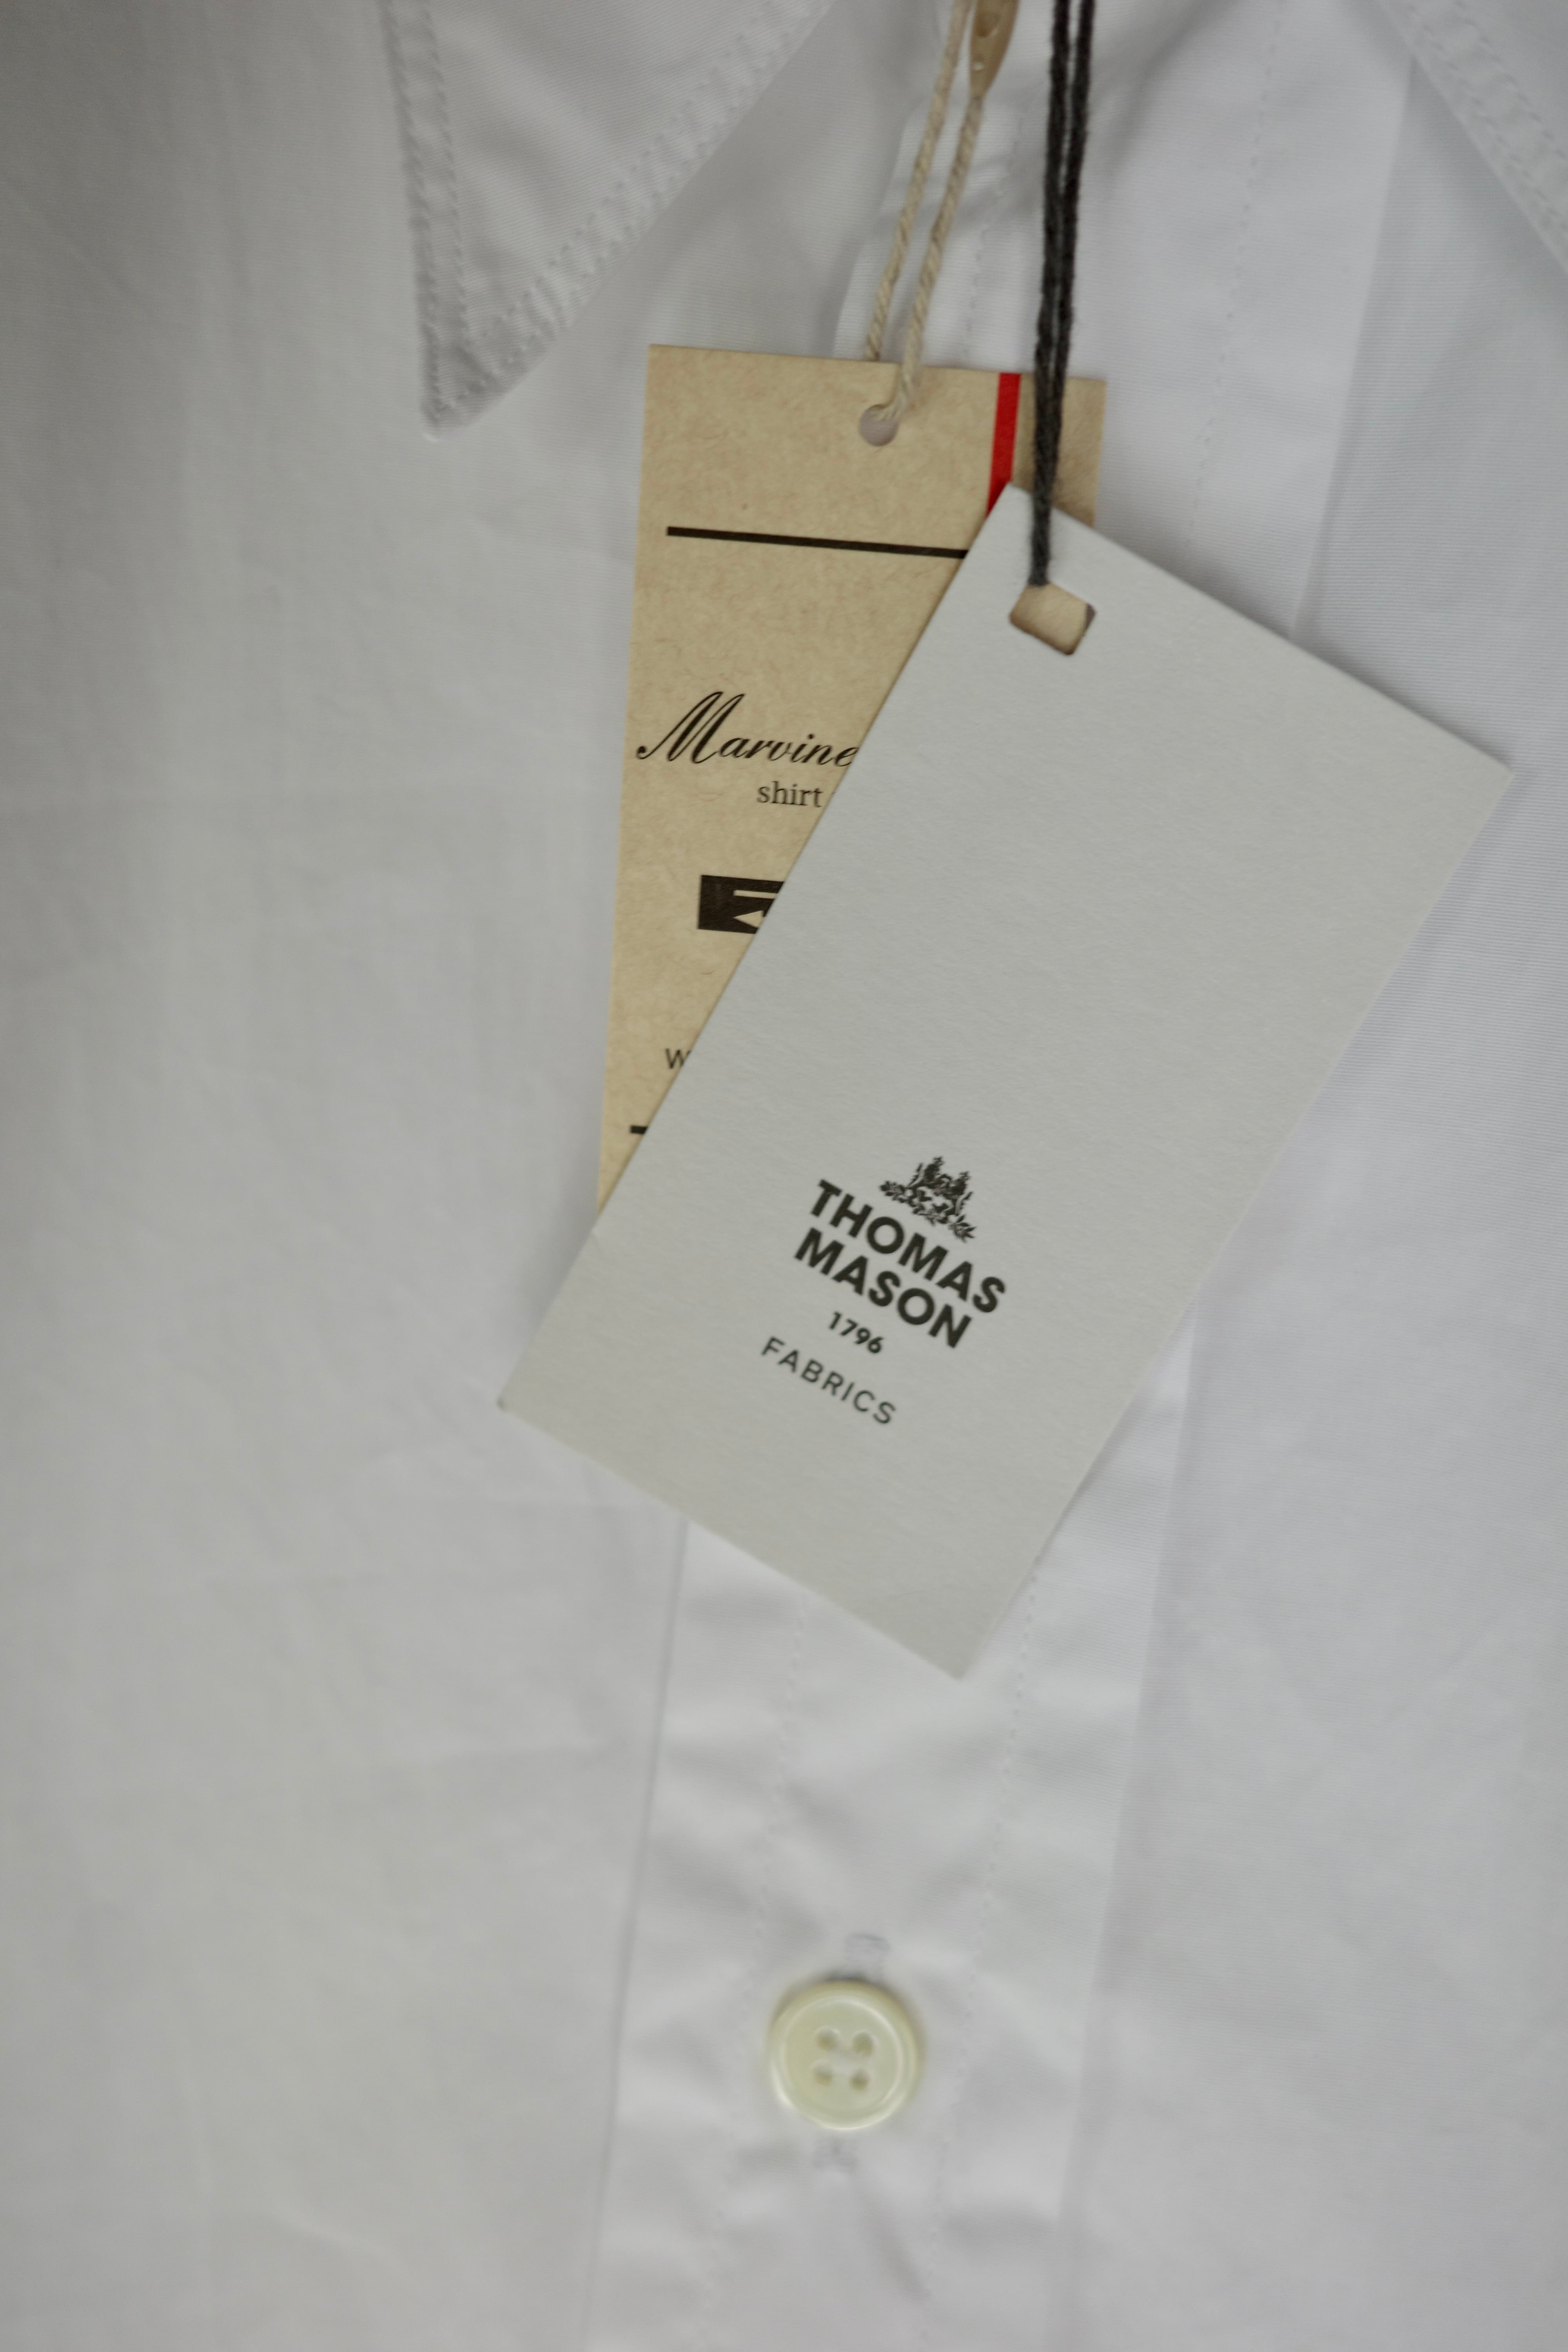 Marvine
shirt
THOMAS
MASON
1796
FABRICS